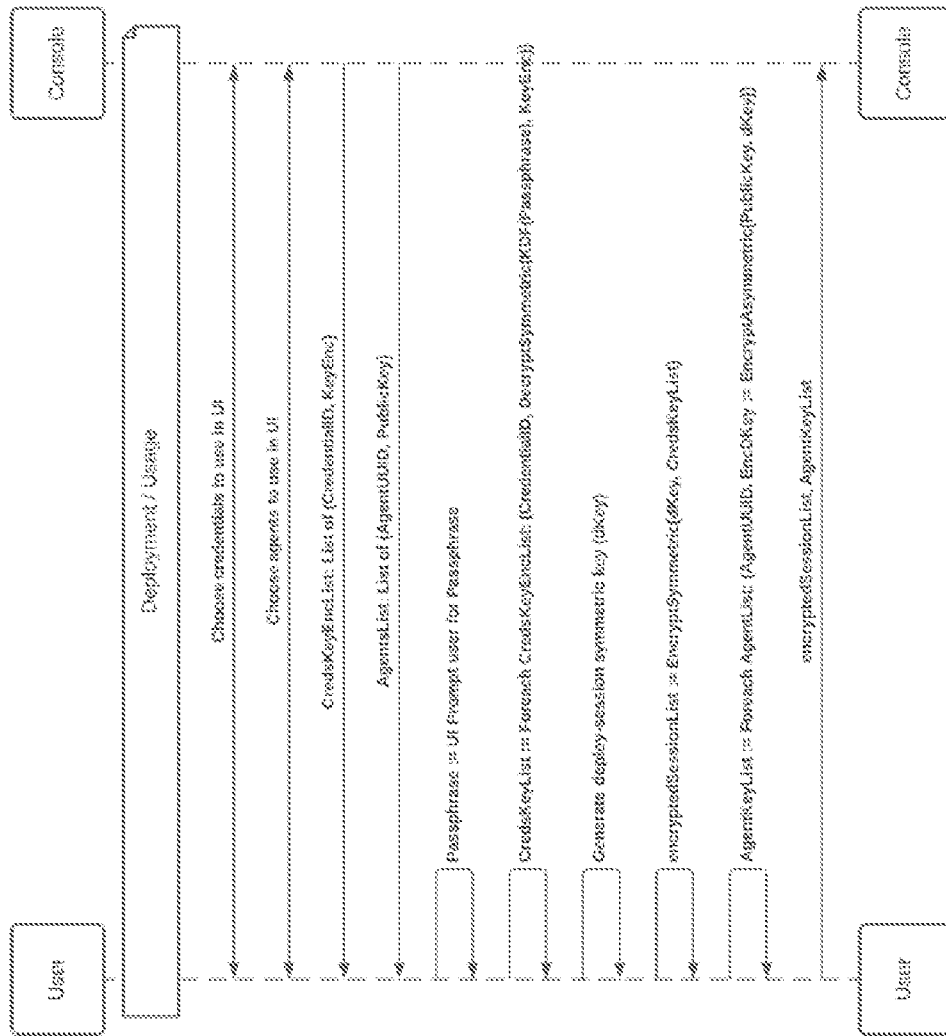 User
Console
Deployment / Usage
Choose credentials to use in UI
Choose agents to use in UI
CredsKeyEncList: List of {CredentialID, KeyEnc}
AgentsList: List of {AgentUUID, PublicKey}
Passphrase := UI Prompt user for Passphrase
CredsKeyList := Foreach CredsKeyEncList: {CredentialID, DecryptSymmetric(KDF(Passphrase), KeyEnc)}
Generate deploy-session symmetric key (dKey)
encryptedSessionList := EncryptSymmetric(dKey, CredsKeyList)
AgentKeyList := Foreach AgentList: {AgentUUID, EncDKey := EncryptAsymmetric(PublicKey, dKey)}
encryptedSessionList, AgentKeyList
User
Console